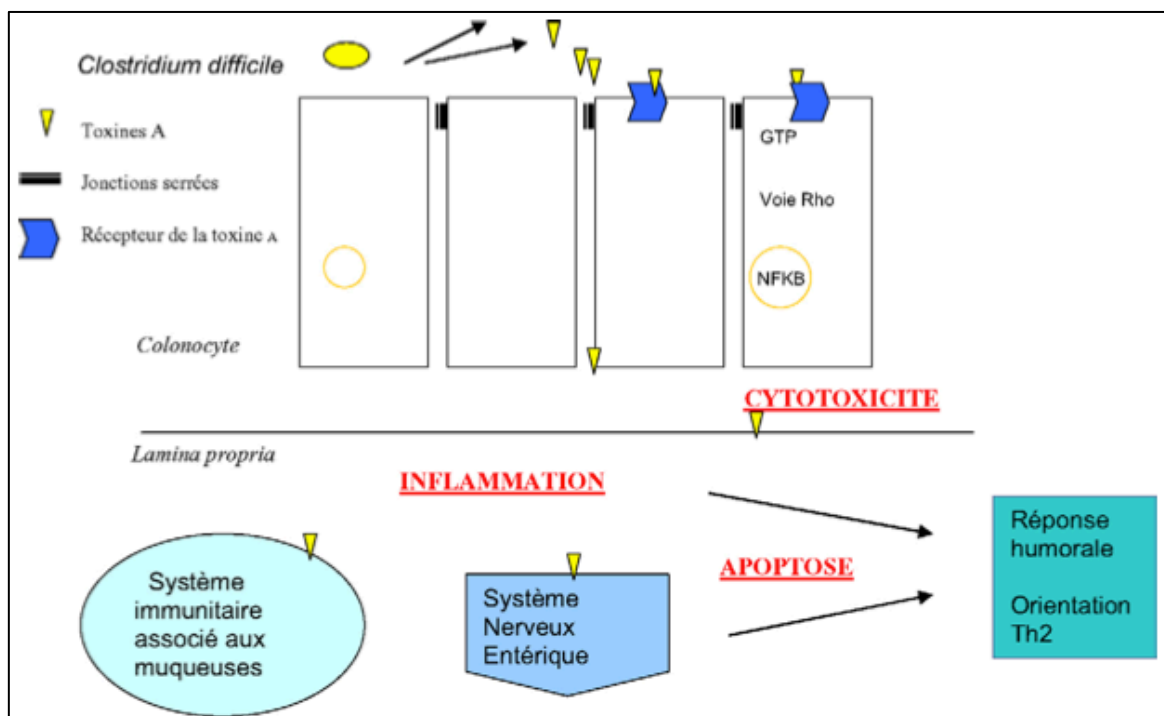 Clostridium difficile
Toxines A
Jonctions serrées
Récepteur de la toxine A
GTP
Voie Rho
NFKB
Colonocyte
CYTOTOXICITE
Lamina propria
INFLAMMATION
Système
immunitaire
associé aux
muqueuses
Système
Nerveux
Entérique
APOPTOSE
Réponse
humorale
Orientation
Th2